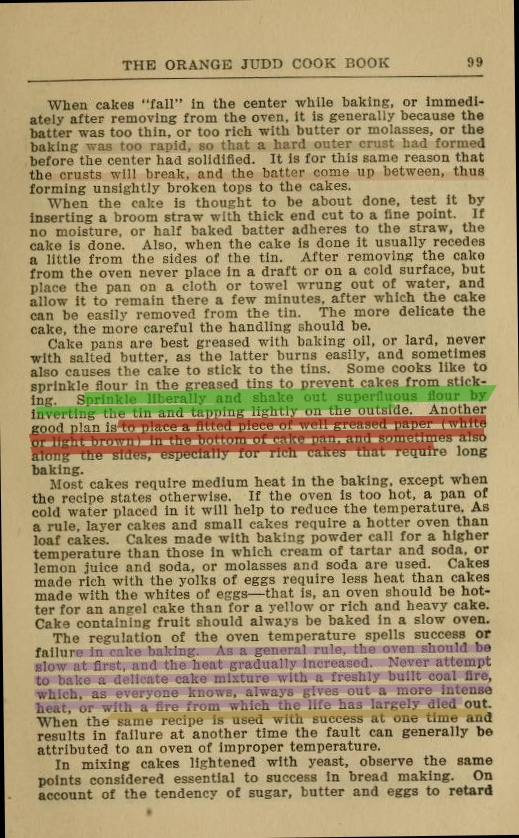 THE ORANGE JUDD COOK BOOK 99
When cakes "fall" in the center while baking, or immedi-
ately after removing from the oven, it is generally because the
batter was too thin, or too rich with butter or molasses, or the
baking was too rapid, so that a hard outer crust had formed
before the center had solidified. It is for this same reason that
the crusts will break, and the batter come up between, thus
forming unsightly broken tops to the cakes.
When the cake is thought to be about done, test it by
inserting a broom straw with thick end cut to a fine point. If
no moisture, or half baked batter adheres to the straw, the
cake is done. Also, when the cake is done it usually recedes
a little from the sides of the tin. After removing the cake
from the oven never place in a draft or on a cold surface, but
place the pan on a cloth or towel wrung out of water, and
allow it to remain there a few minutes, after which the cake
can be easily removed from the tin. The more delicate the
cake, the more careful the handling should be.
Cake pans are best greased with baking oil, or lard, never
with salted butter, as the latter burns easily, and sometimes
also causes the cake to stick to the tins. Some cooks like to
sprinkle flour in the greased tins to prevent cakes from stick-
ing. Sprinkle liberally and shake out superfluous flour by
inverting the tin and tapping lightly on the outside. Another
good plan is to place a fitted piece of well greased paper (white
or light brown) in the bottom of cake pan, and sometimes also
along the sides, especially for rich cakes that require long
baking.
Most cakes require medium heat in the baking, except when
the recipe states otherwise. If the oven is too hot, a pan of
cold water placed in it will help to reduce the temperature. As
a rule, layer cakes and small cakes require a hotter oven than
loaf cakes. Cakes made with baking powder call for a higher
temperature than those in which cream of tartar and soda, or
lemon juice and soda, or molasses and soda are used. Cakes
made rich with the yolks of eggs require less heat than cakes
made with the whites of eggs—that is, an oven should be hot-
ter for an angel cake than for a yellow or rich and heavy cake.
Cake containing fruit should always be baked in a slow oven.
The regulation of the oven temperature spells success or
failure in cake baking. As a general rule, the oven should be
slow at first, and the heat gradually increased. Never attempt
to bake a delicate cake mixture with a freshly built coal fire,
which, as everyone knows, always gives out a more intense
heat, or with a fire from which the life has largely died out.
When the same recipe is used with success at one time and
results in failure at another time the fault can generally be
attributed to an oven of improper temperature.
In mixing cakes lightened with yeast, observe the same
points considered essential to success in bread making. On
account of the tendency of sugar, butter and eggs to retard